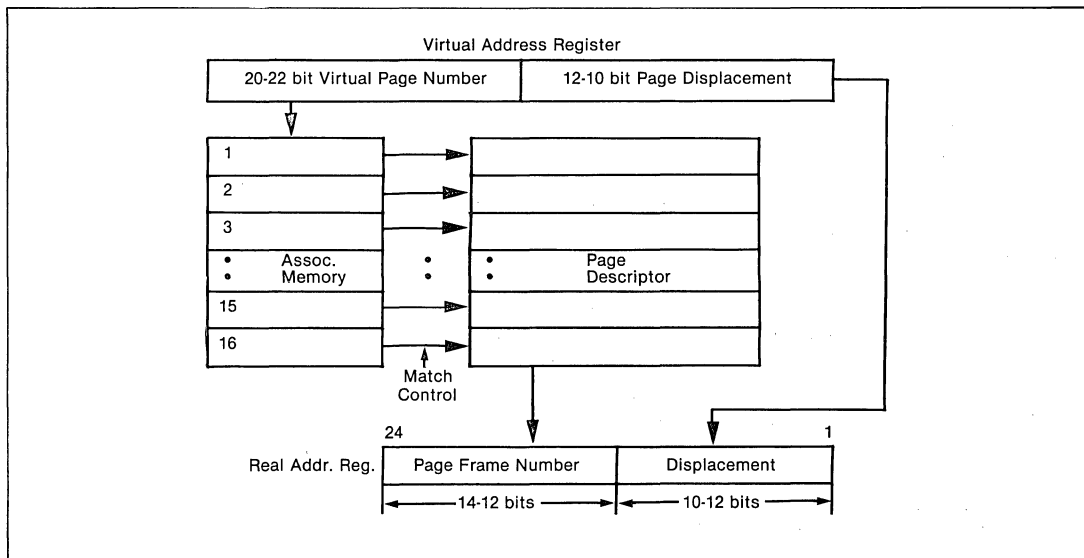 Virtual Address Register
20-22 bit Virtual Page Number
12-10 bit Page Displacement
1
2
3
Assoc.
Memory
15
16
Page
Descriptor
Match
Control
24
1
Real Addr. Reg.
Page Frame Number
Displacement
14-12 bits
10-12 bits